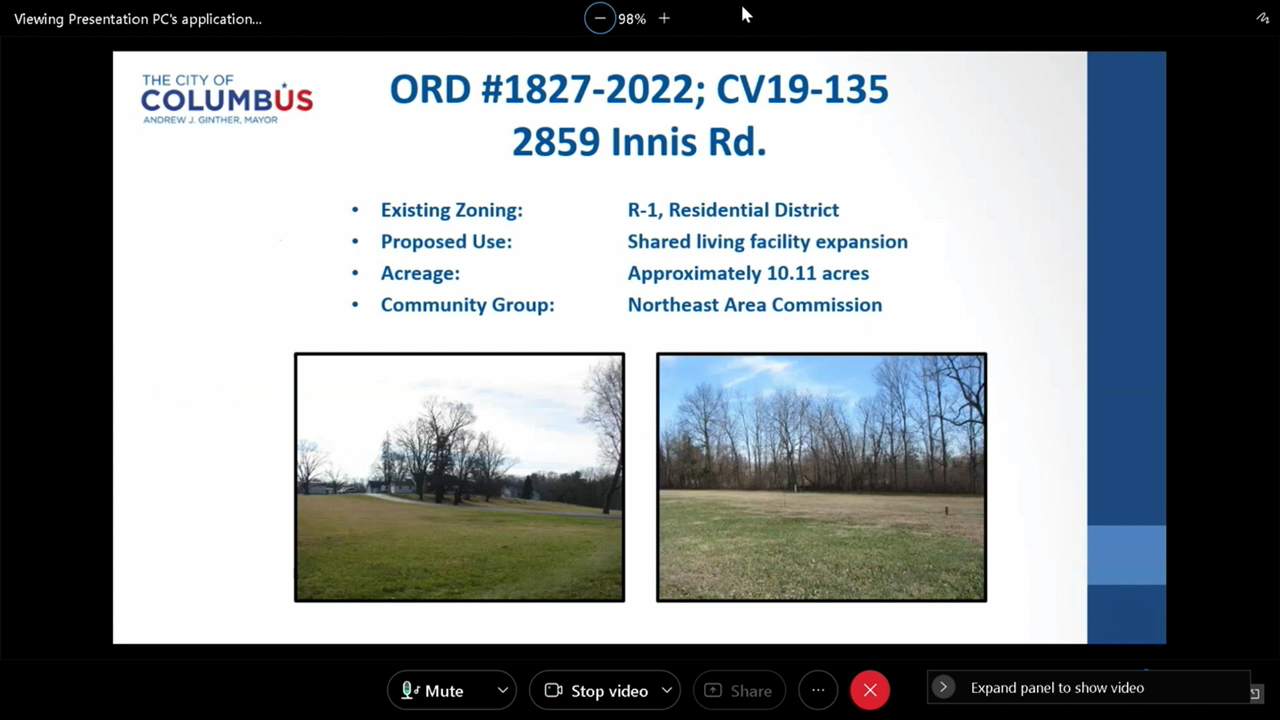 Viewing Presentation PC's application...
98%
THE CITY OF
COLUMBUS
ANDREW J. GINTHER, MAYOR
ORD #1827-2022; CV19-135
2859 Innis Rd.
• Existing Zoning: R-1, Residential District
• Proposed Use: Shared living facility expansion
• Acreage: Approximately 10.11 acres
• Community Group: Northeast Area Commission
Mute
Stop video
Share
Expand panel to show video